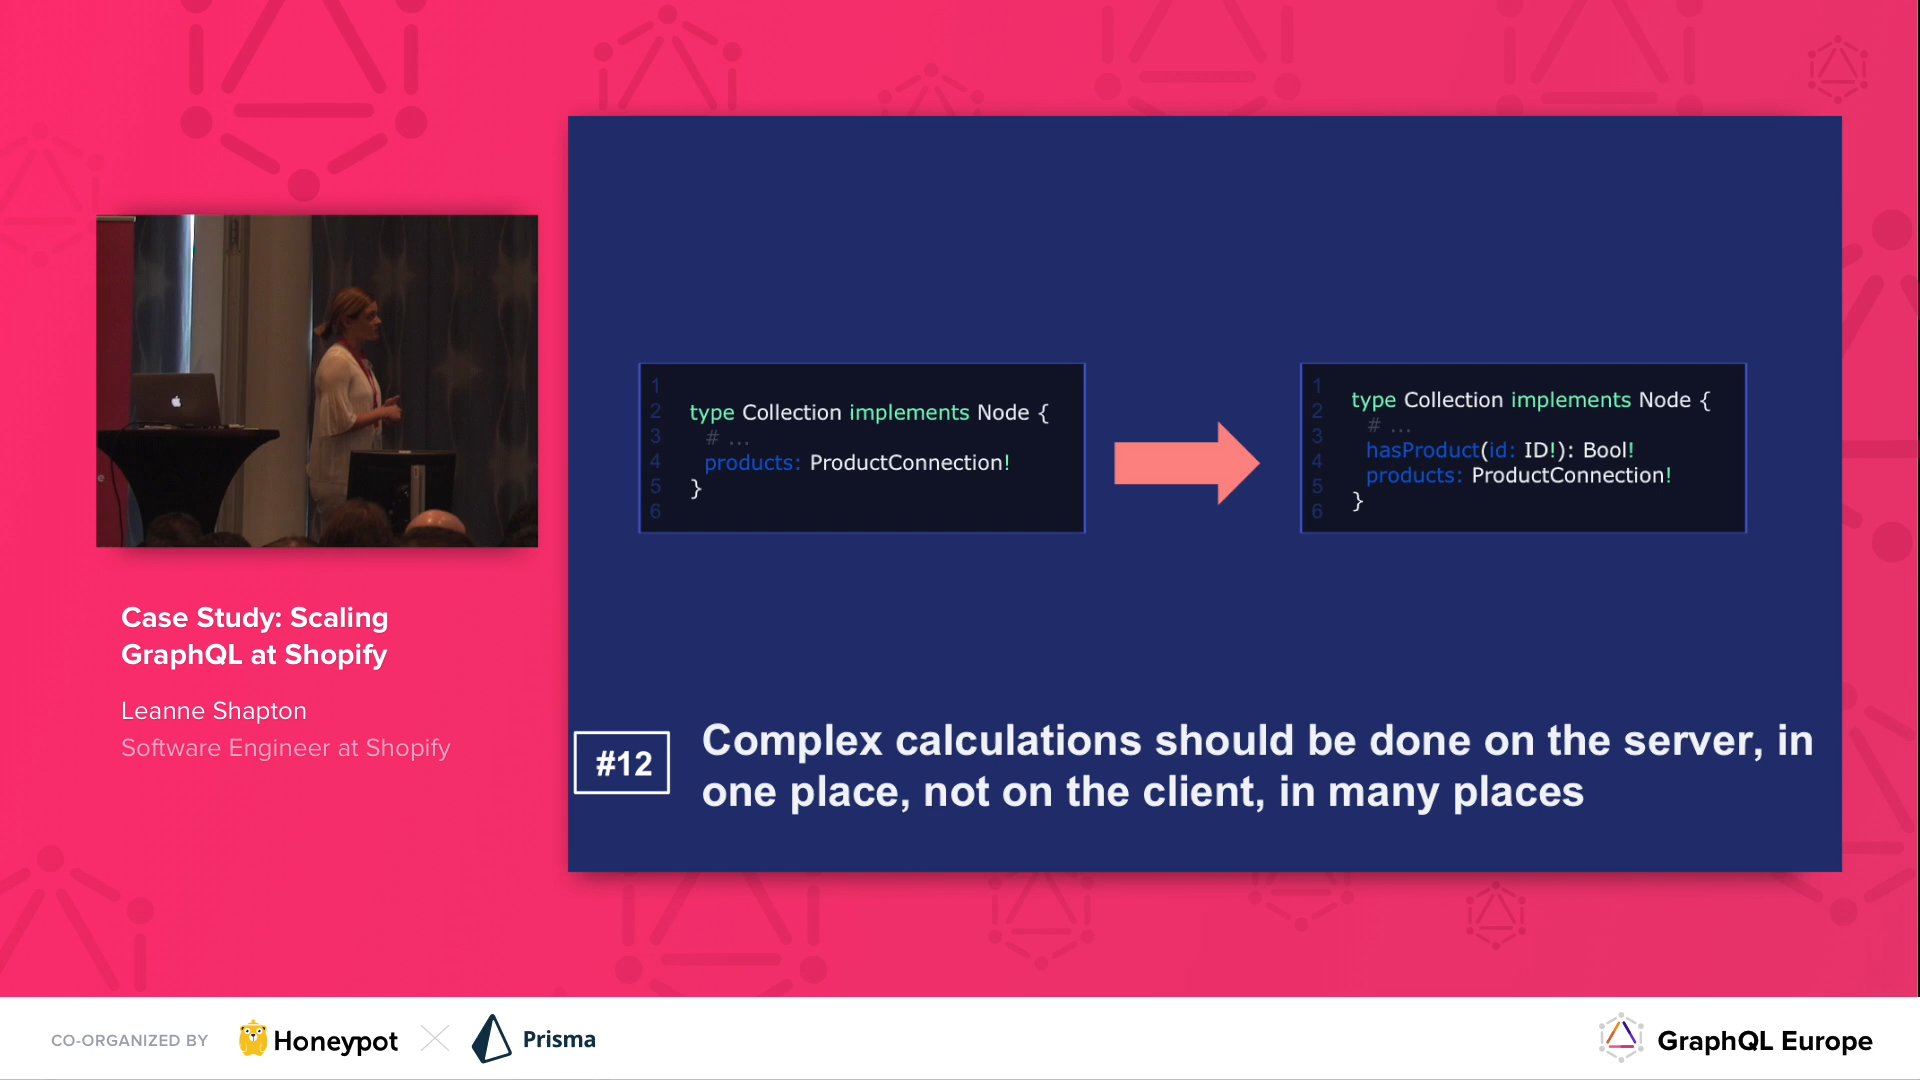 Case Study: Scaling
GraphQL at Shopify
Leanne Shapton
Software Engineer at Shopify
1
2
3
4
5
6
type Collection implements Node {
# ...
products: ProductConnection!
}
1
2
3
4
5
6
type Collection implements Node {
# ...
hasProduct(id: ID!): Bool!
products: ProductConnection!
}
#12
Complex calculations should be done on the server, in
one place, not on the client, in many places
CO-ORGANIZED BY
Honeypot
Prisma
GraphQL Europe